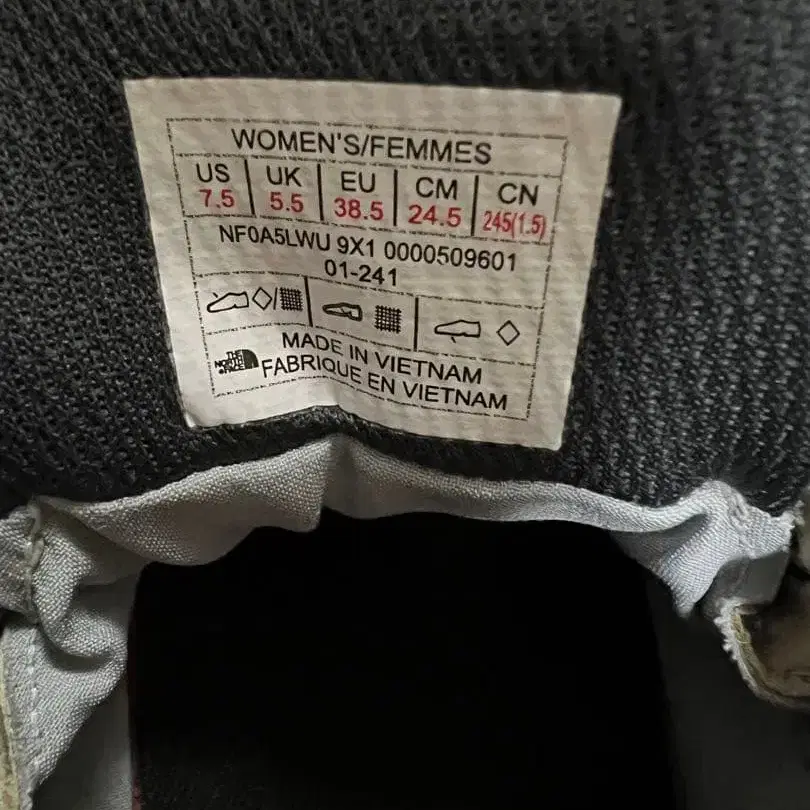 WOMEN'S/FEMMES
US UK EU CM CN
7.5 5.5 38.5 24.5 245(1.5)
NF0A5LWU 9X1 0000509601
01-241
THE NORTH FACE
MADE IN VIETNAM
FABRIQUE EN VIETNAM